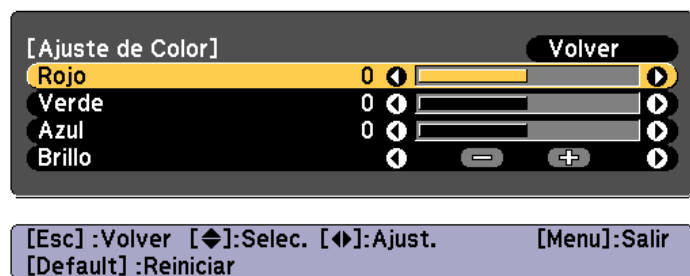 [Ajuste de Color] Volver
Rojo 0
Verde 0
Azul 0
Brillo
[Esc] :Volver [◆]:Selec. [◆]:Ajust. [Menu]:Salir
[Default] :Reiniciar